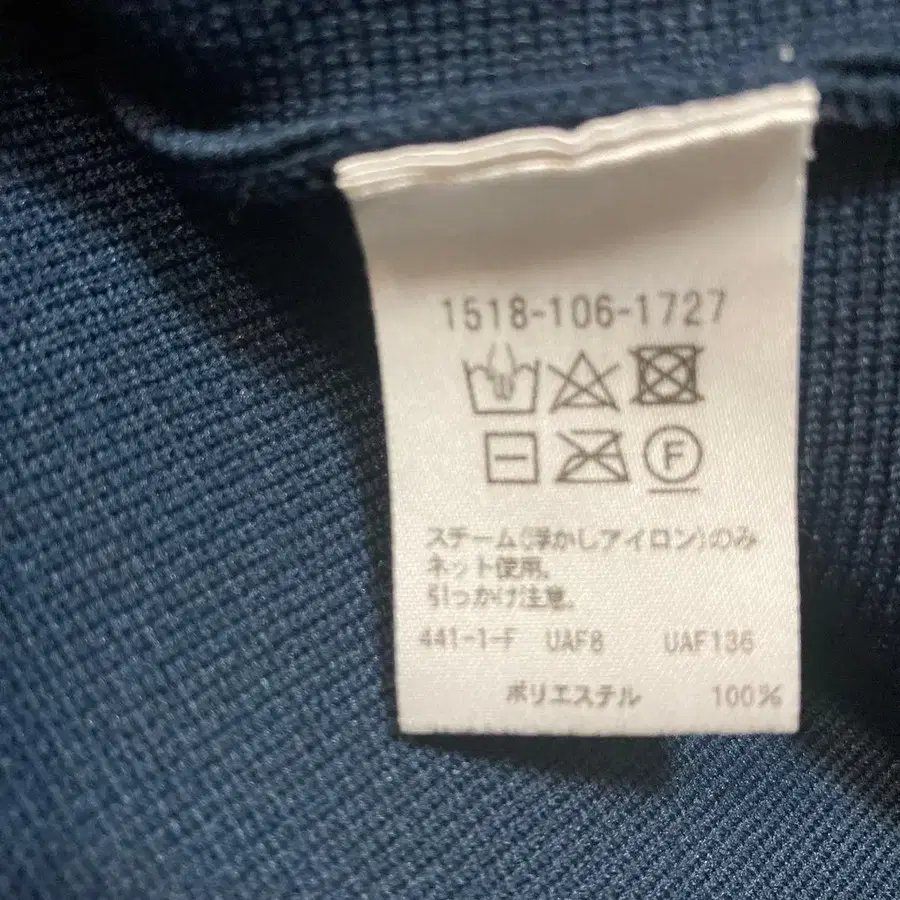 1518-106-1727
F
スチーム(浮かしアイロン)のみ
ネット使用。
引っかけ注意。
441-1-F UAF8 UAF136
ポリエステル 100%